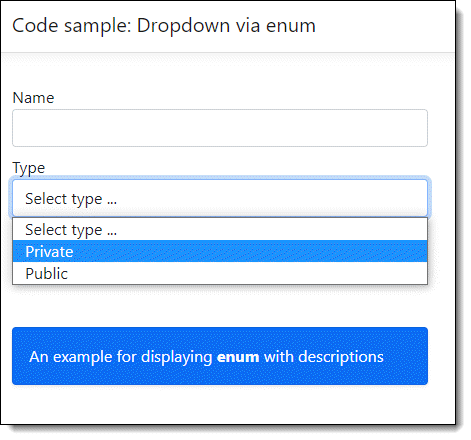 Code sample: Dropdown via enum
Name
Type
Select type ...
Select type ...
Private
Public
An example for displaying enum with descriptions